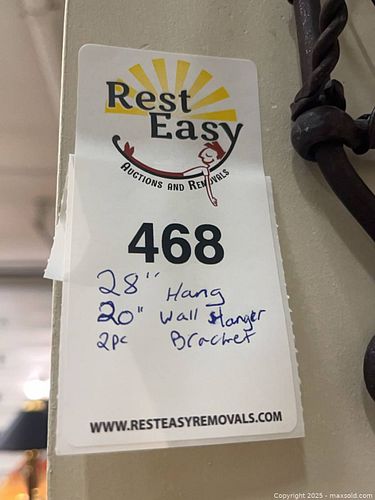 Rest
Easy
AUCTIONS AND REMOVALS
468
28" Hang
20" Wall Hanger
2pc Bracket
WWW.RESTEASYREMOVALS.COM
Copyright 2025 - maxsold.com